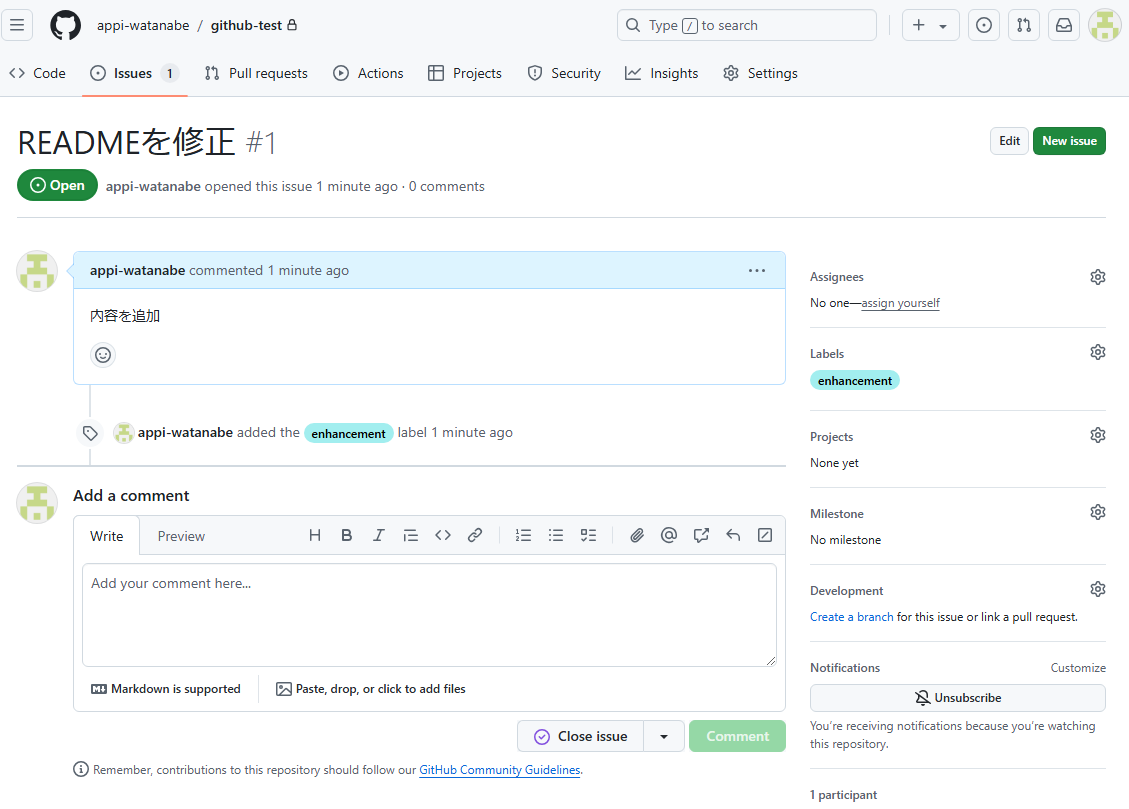 appi-watanabe / github-test
Type / to search
Code
Issues 1
Pull requests
Actions
Projects
Security
Insights
Settings
READMEを修正 #1
Edit
New issue
Open
appi-watanabe opened this issue 1 minute ago · 0 comments
appi-watanabe commented 1 minute ago
内容を追加
appi-watanabe added the enhancement label 1 minute ago
Add a comment
Write
Preview
Add your comment here...
Markdown is supported
Paste, drop, or click to add files
Close issue
Comment
Remember, contributions to this repository should follow our GitHub Community Guidelines.
Assignees
No one—assign yourself
Labels
enhancement
Projects
None yet
Milestone
No milestone
Development
Create a branch for this issue or link a pull request.
Notifications
Customize
Unsubscribe
You're receiving notifications because you're watching
this repository.
1 participant